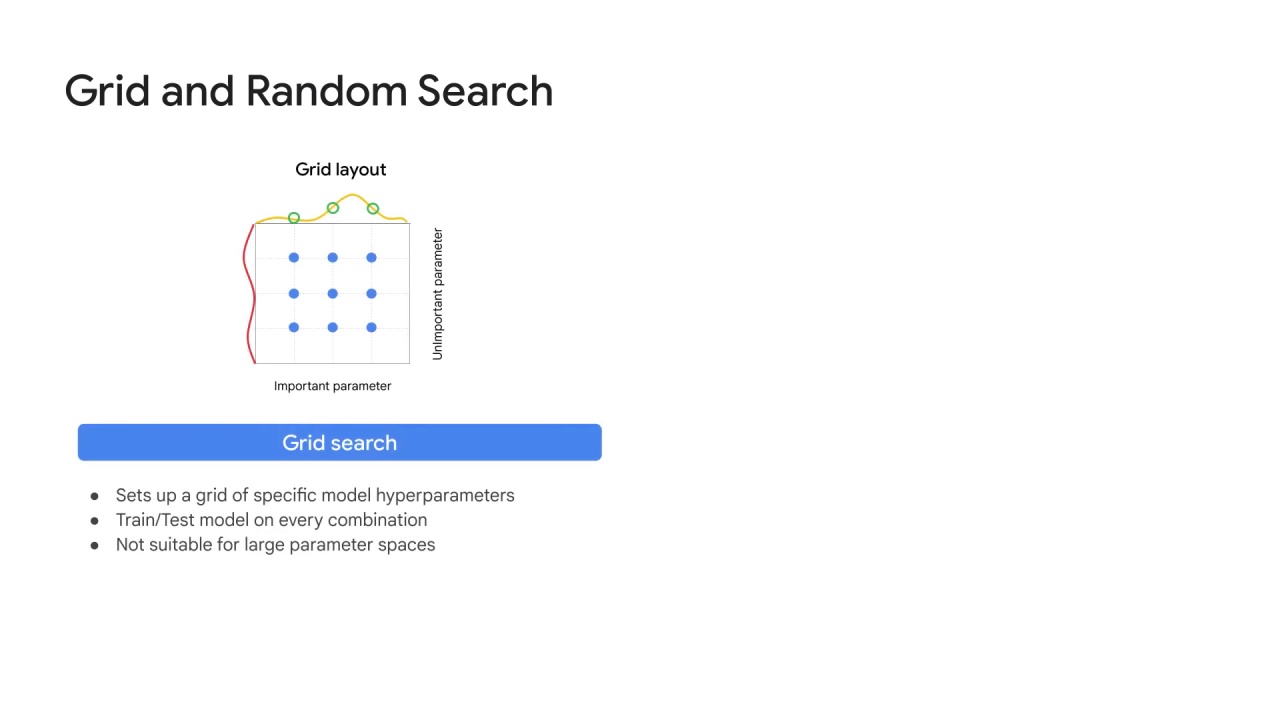 Grid and Random Search
Grid layout
UnImportant parameter
Important parameter
Grid search
● Sets up a grid of specific model hyperparameters
● Train/Test model on every combination
● Not suitable for large parameter spaces